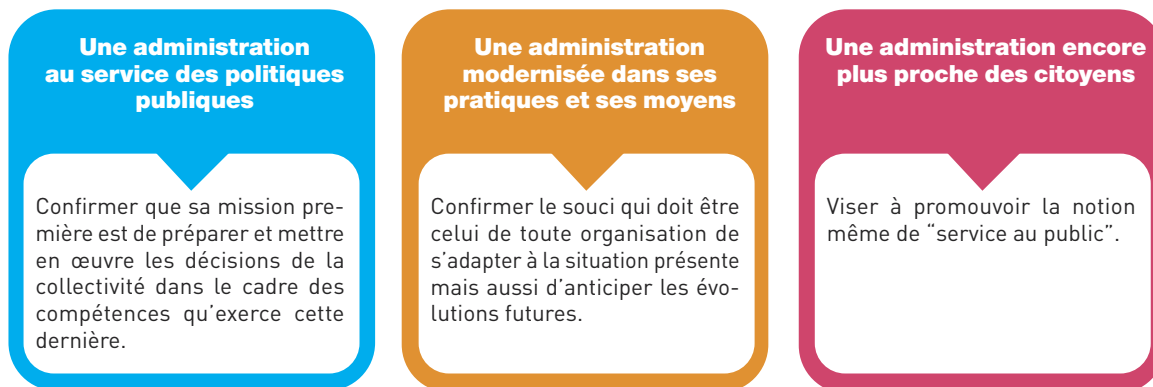 Une administration
au service des politiques
publiques
Confirmer que sa mission pre-
mière est de préparer et mettre
en œuvre les décisions de la
collectivité dans le cadre des
compétences qu’exerce cette
dernière.
Une administration
modernisée dans ses
pratiques et ses moyens
Confirmer le souci qui doit être
celui de toute organisation de
s’adapter à la situation présente
mais aussi d’anticiper les évo-
lutions futures.
Une administration encore
plus proche des citoyens
Viser à promouvoir la notion
même de “service au public”.